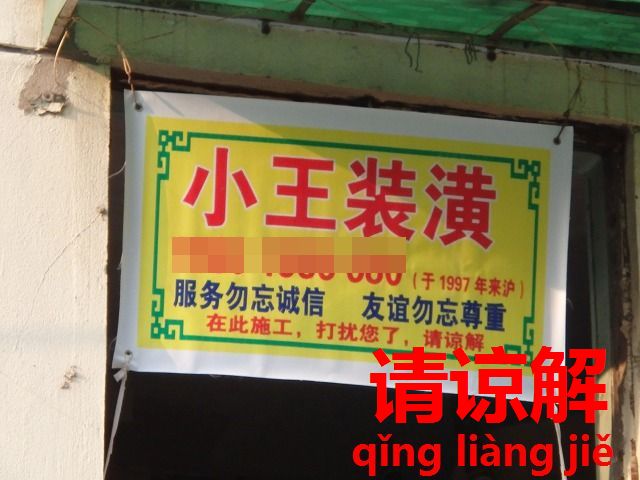 小王装潢
(于1997年来沪)
服务勿忘诚信 友谊勿忘尊重
在此施工，打扰您了，请谅解
请谅解
qǐng liàng jiě